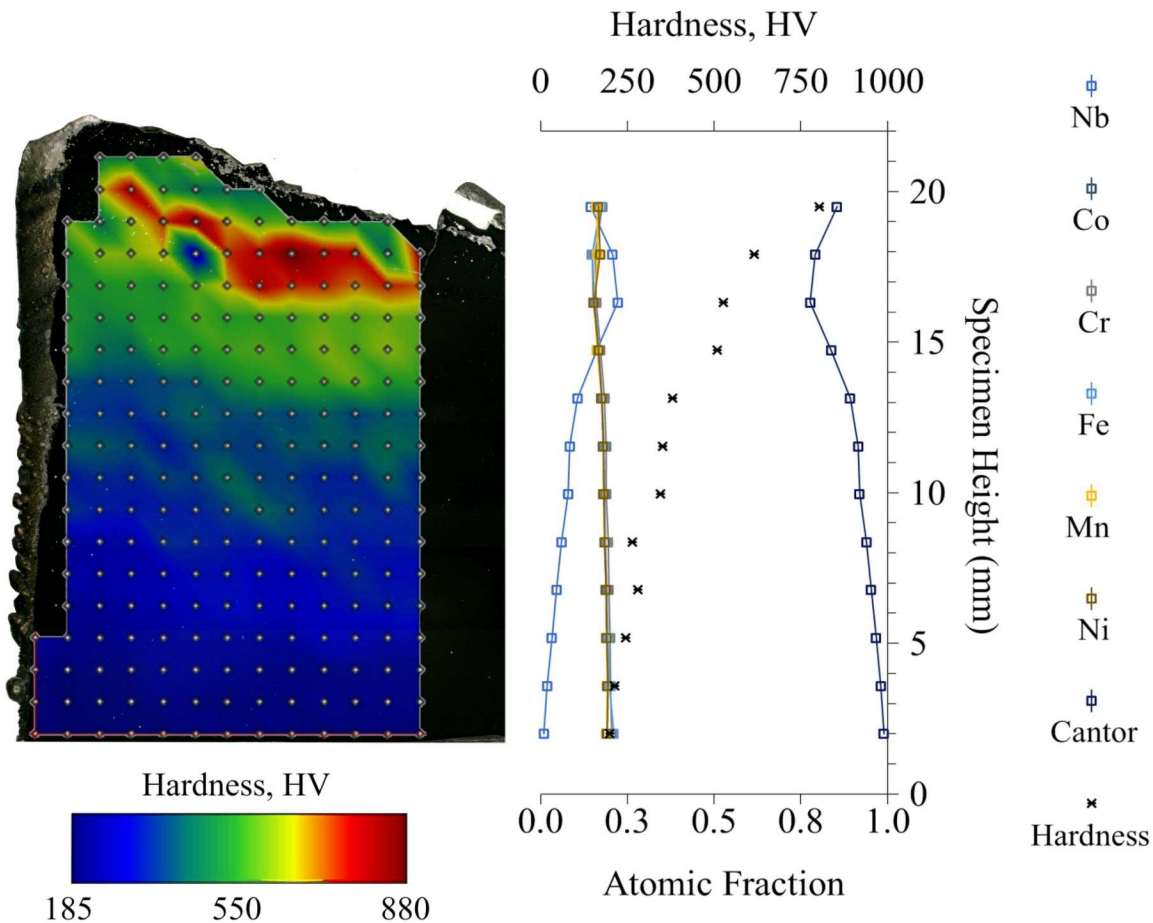 Hardness, HV
0 250 500 750 1000
20
15
10
5
0
Specimen Height (mm)
0.0 0.3 0.5 0.8 1.0
Atomic Fraction
Nb
Co
Cr
Fe
Mn
Ni
Cantor
Hardness
Hardness, HV
185 550 880